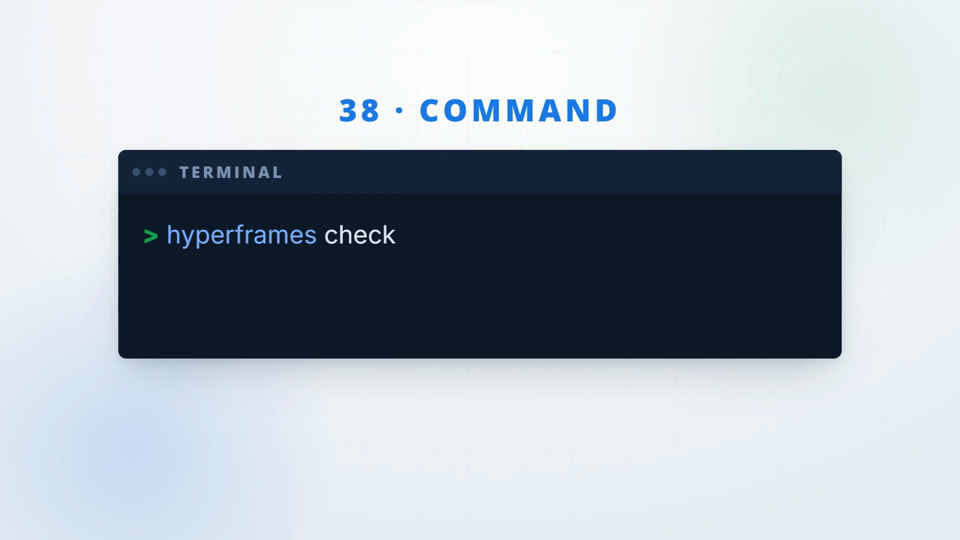 38 · COMMAND
TERMINAL
> hyperframes check